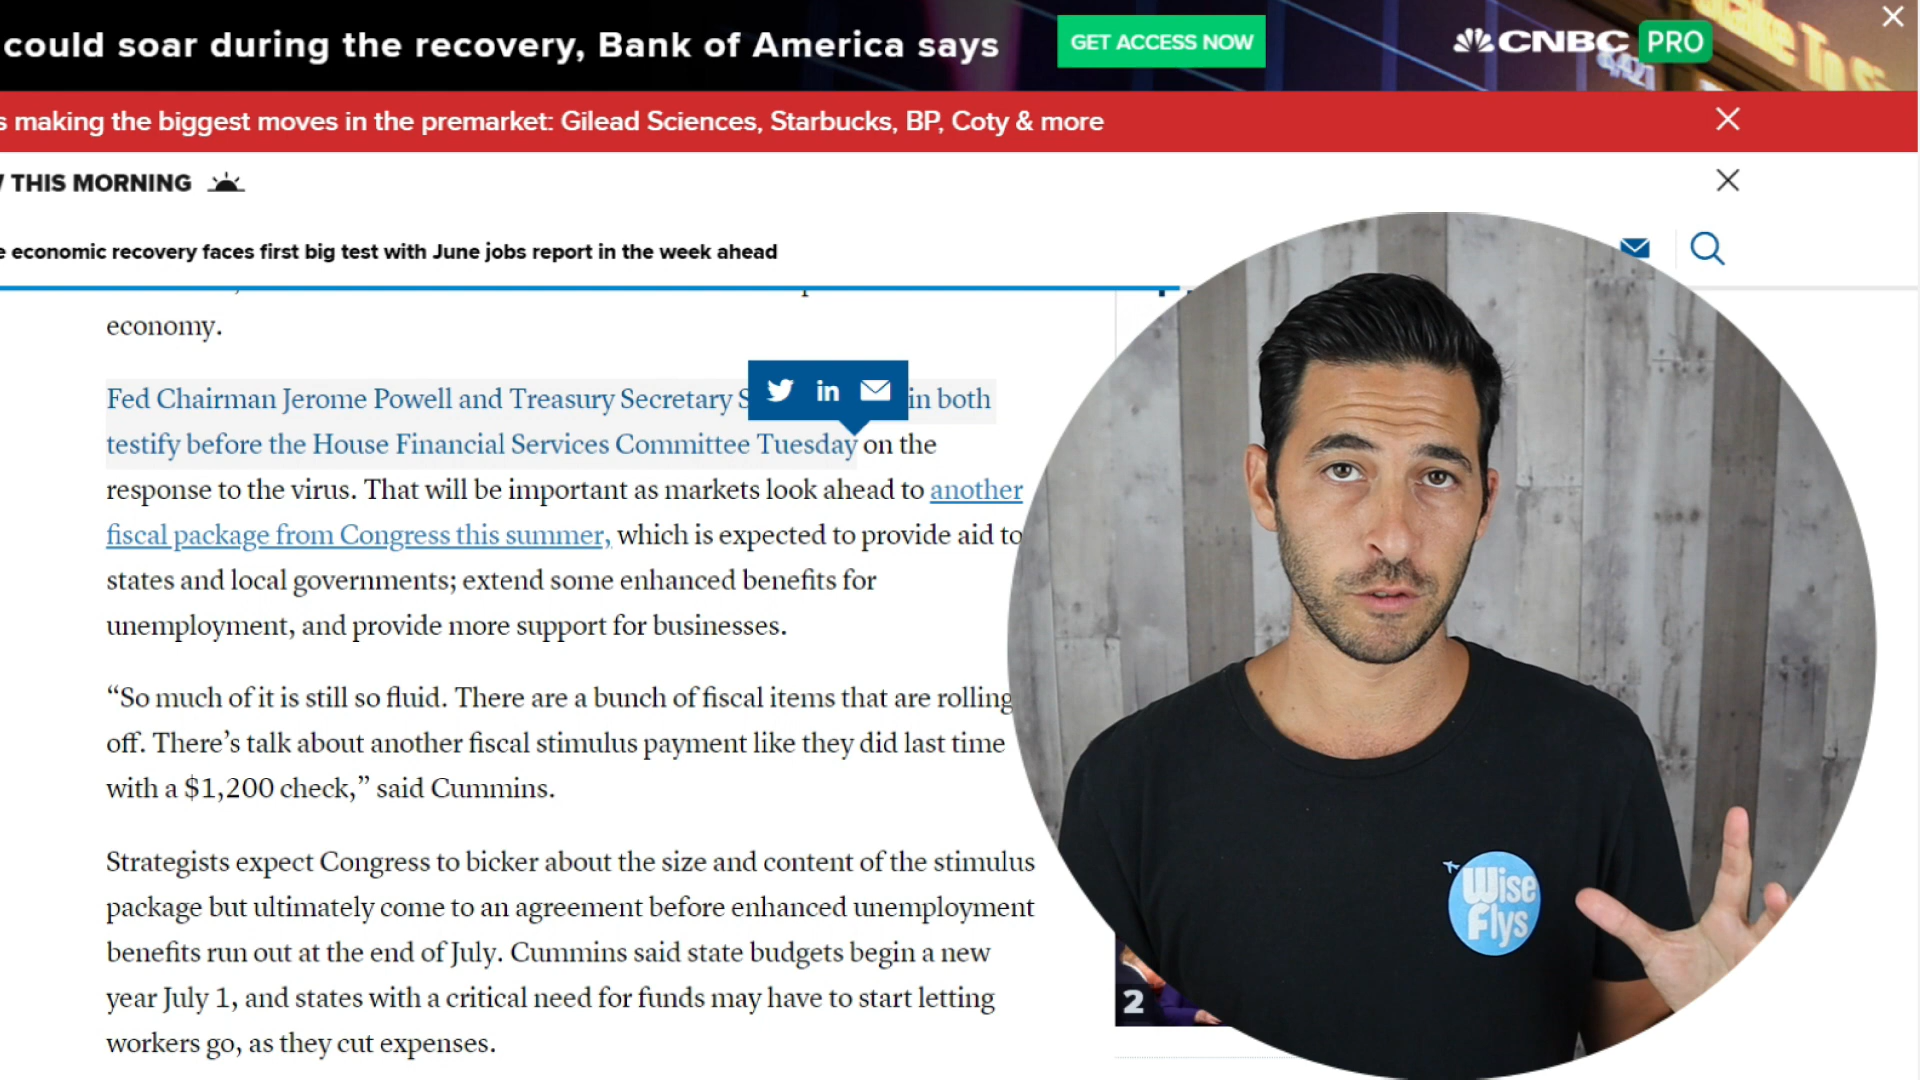 could soar during the recovery, Bank of America says
GET ACCESS NOW
CNBC PRO
making the biggest moves in the premarket: Gilead Sciences, Starbucks, BP, Coty & more
THIS MORNING
economic recovery faces first big test with June jobs report in the week ahead
economy.
Fed Chairman Jerome Powell and Treasury Secretary in both
testify before the House Financial Services Committee Tuesday on the
response to the virus. That will be important as markets look ahead to another
fiscal package from Congress this summer, which is expected to provide aid to
states and local governments; extend some enhanced benefits for
unemployment, and provide more support for businesses.
“So much of it is still so fluid. There are a bunch of fiscal items that are rolling
off. There’s talk about another fiscal stimulus payment like they did last time
with a $1,200 check,” said Cummins.
Strategists expect Congress to bicker about the size and content of the stimulus
package but ultimately come to an agreement before enhanced unemployment
benefits run out at the end of July. Cummins said state budgets begin a new
year July 1, and states with a critical need for funds may have to start letting
workers go, as they cut expenses.
Wise
Flys
2